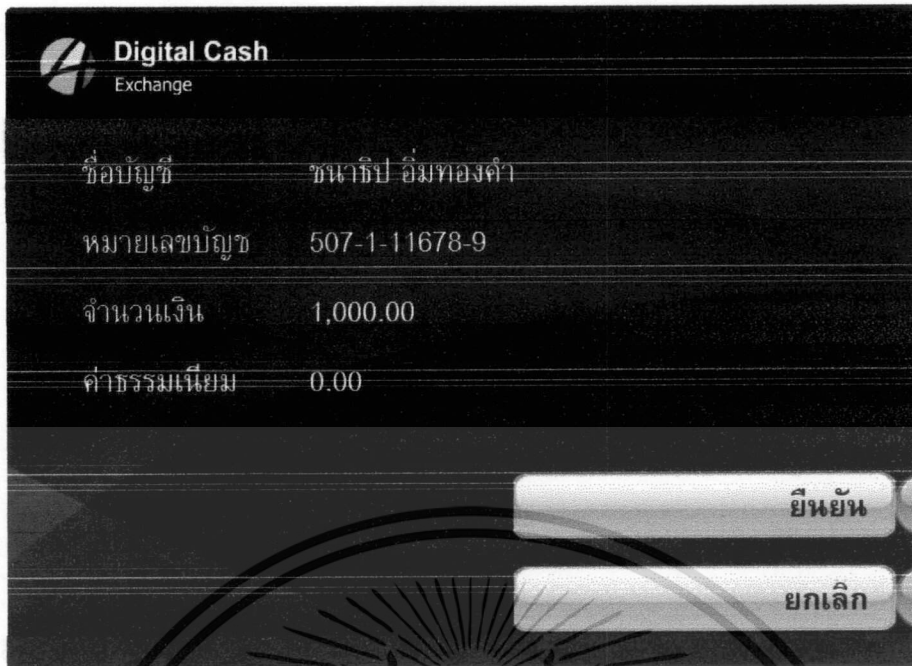 Digital Cash
Exchange
ชื่อบัญชี ชนาธิป อิ่มทองคำ
หมายเลขบัญช 507-1-11678-9
จำนวนเงิน 1,000.00
ค่าธรรมเนียม 0.00
ยืนยัน
ยกเลิก